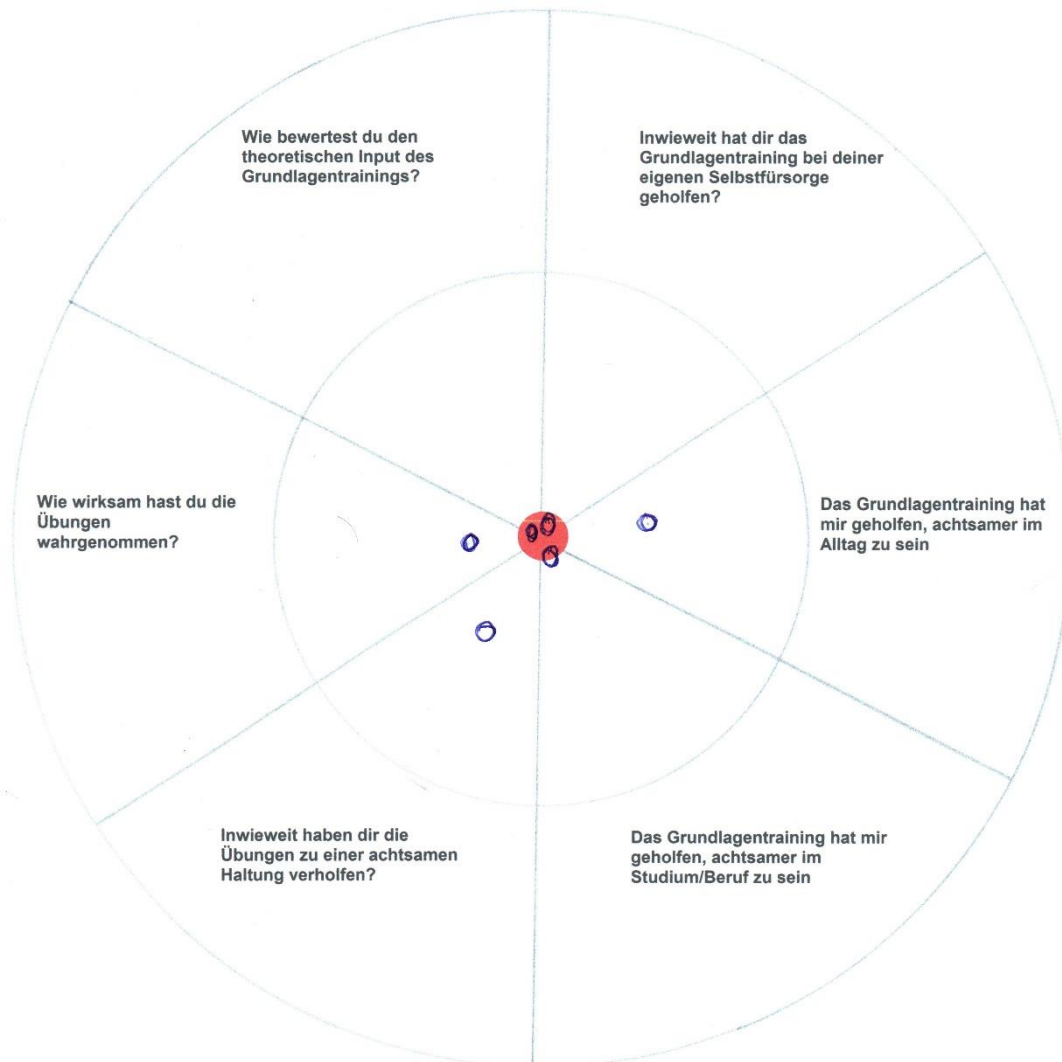 Wie bewertest du den
theoretischen Input des
Grundlagentrainings?
Inwieweit hat dir das
Grundlagentraining bei deiner
eigenen Selbstfürsorge
geholfen?
Wie wirksam hast du die
Übungen
wahrgenommen?
Das Grundlagentraining hat
mir geholfen, achtsamer im
Alltag zu sein
Inwieweit haben dir die
Übungen zu einer achtsamen
Haltung verholfen?
Das Grundlagentraining hat mir
geholfen, achtsamer im
Studium/Beruf zu sein